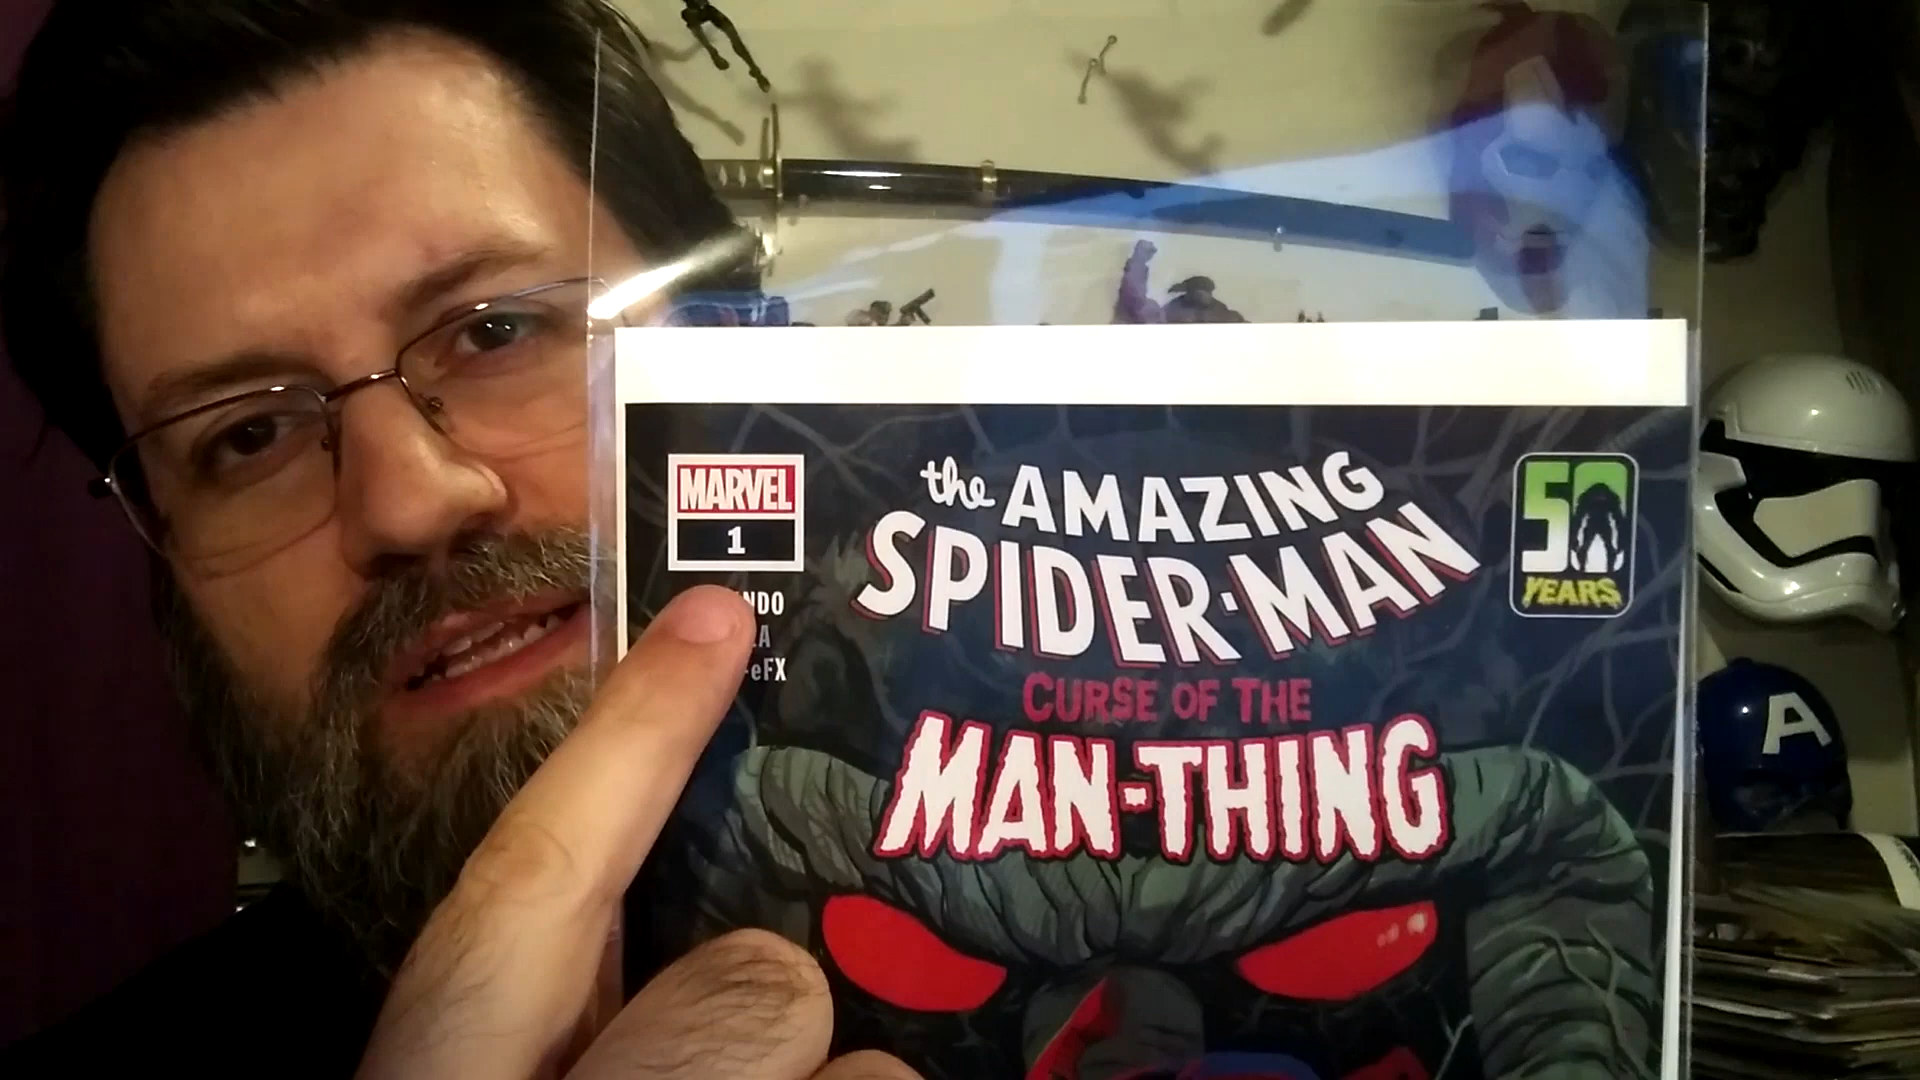 MARVEL
1
the AMAZING
SPIDER-MAN
50
YEARS
CURSE OF THE
MAN-THING
A